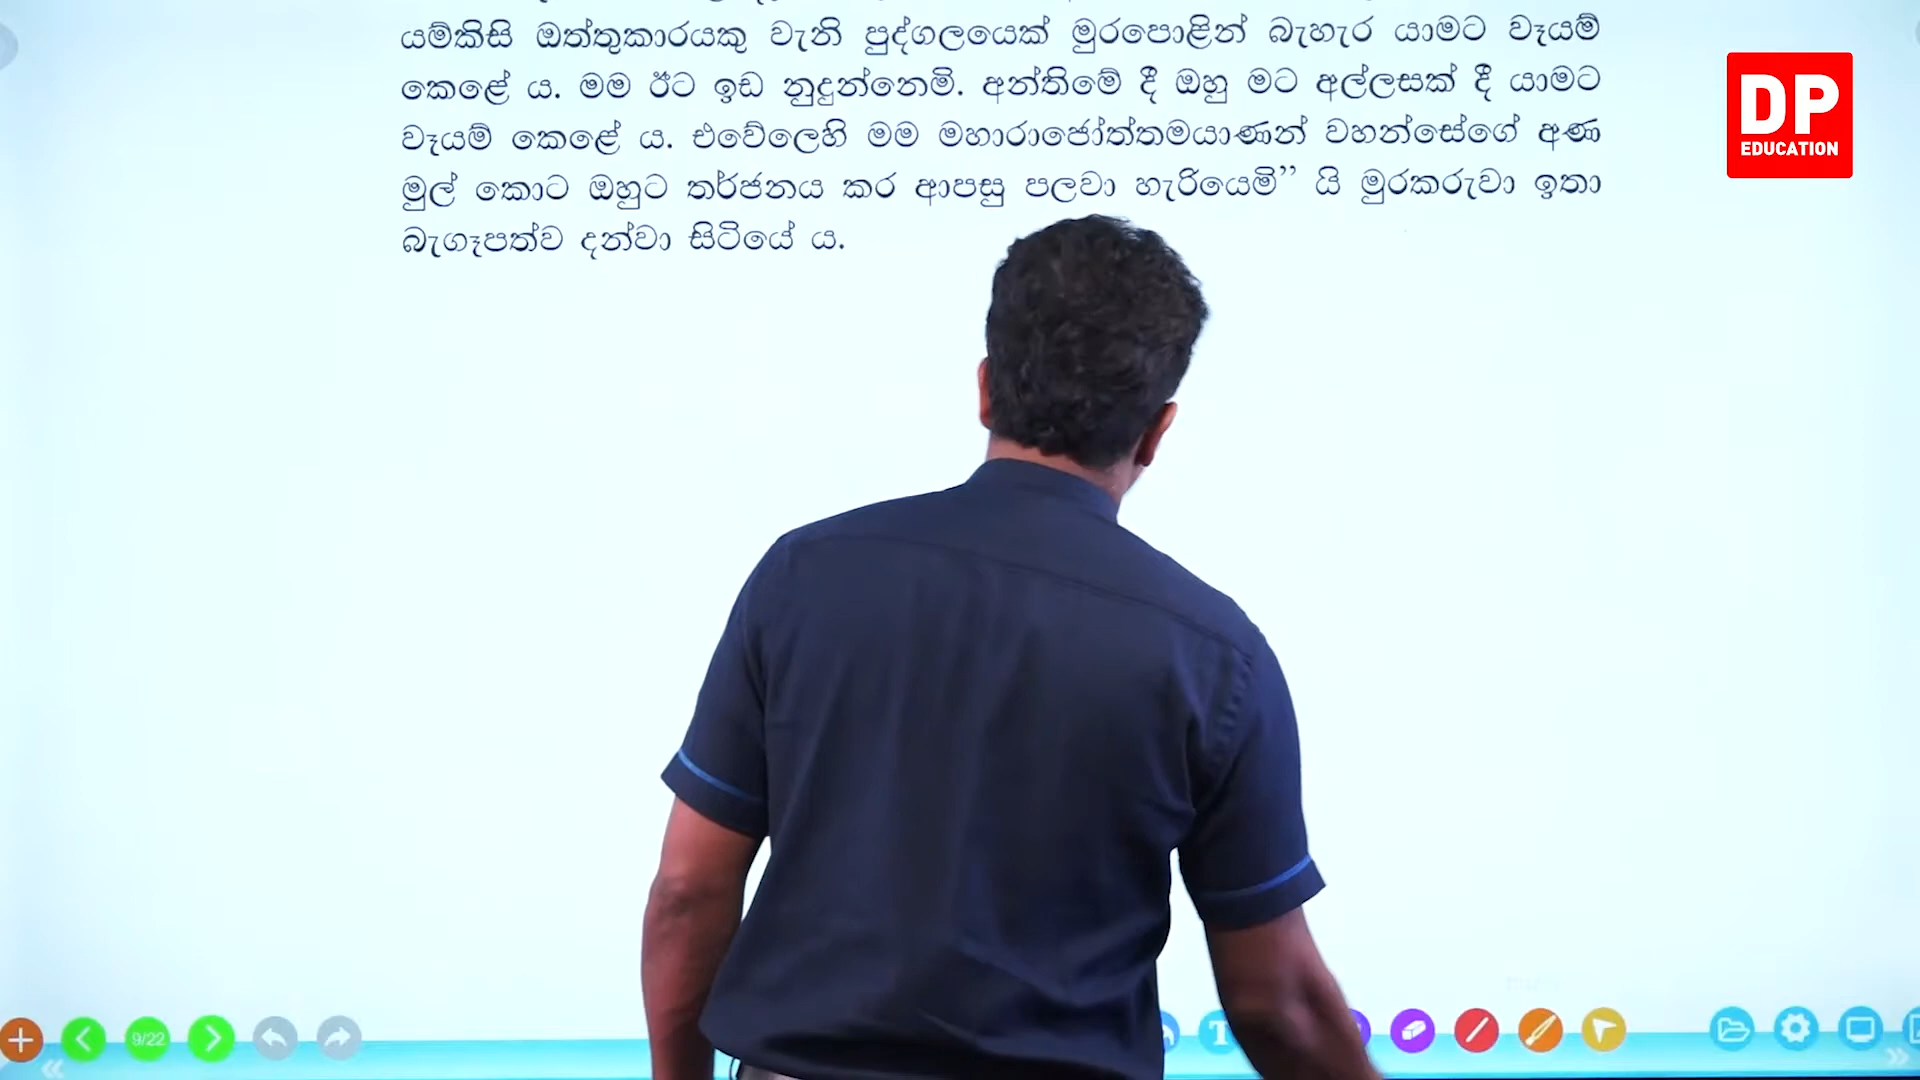 යම්කිසි ඔත්තුකාරයකු වැනි පුද්ගලයෙක් මුරපොළින් බැහැර යාමට වෑයම්
කෙළේ ය. මම ඊට ඉඩ නුදුන්නෙමි. අන්තිමේ දී ඔහු මට අල්ලසක් දී යාමට
වෑයම් කෙළේ ය. එවේලෙහි මම මහාරාජෝත්තමයාණන් වහන්සේගේ අණ
මුල් කොට ඔහුට තර්ජනය කර ආපසු පලවා හැරියෙමි” යි මුරකරුවා ඉතා
බැගෑපත්ව දන්වා සිටියේ ය.
DP
EDUCATION
9/22